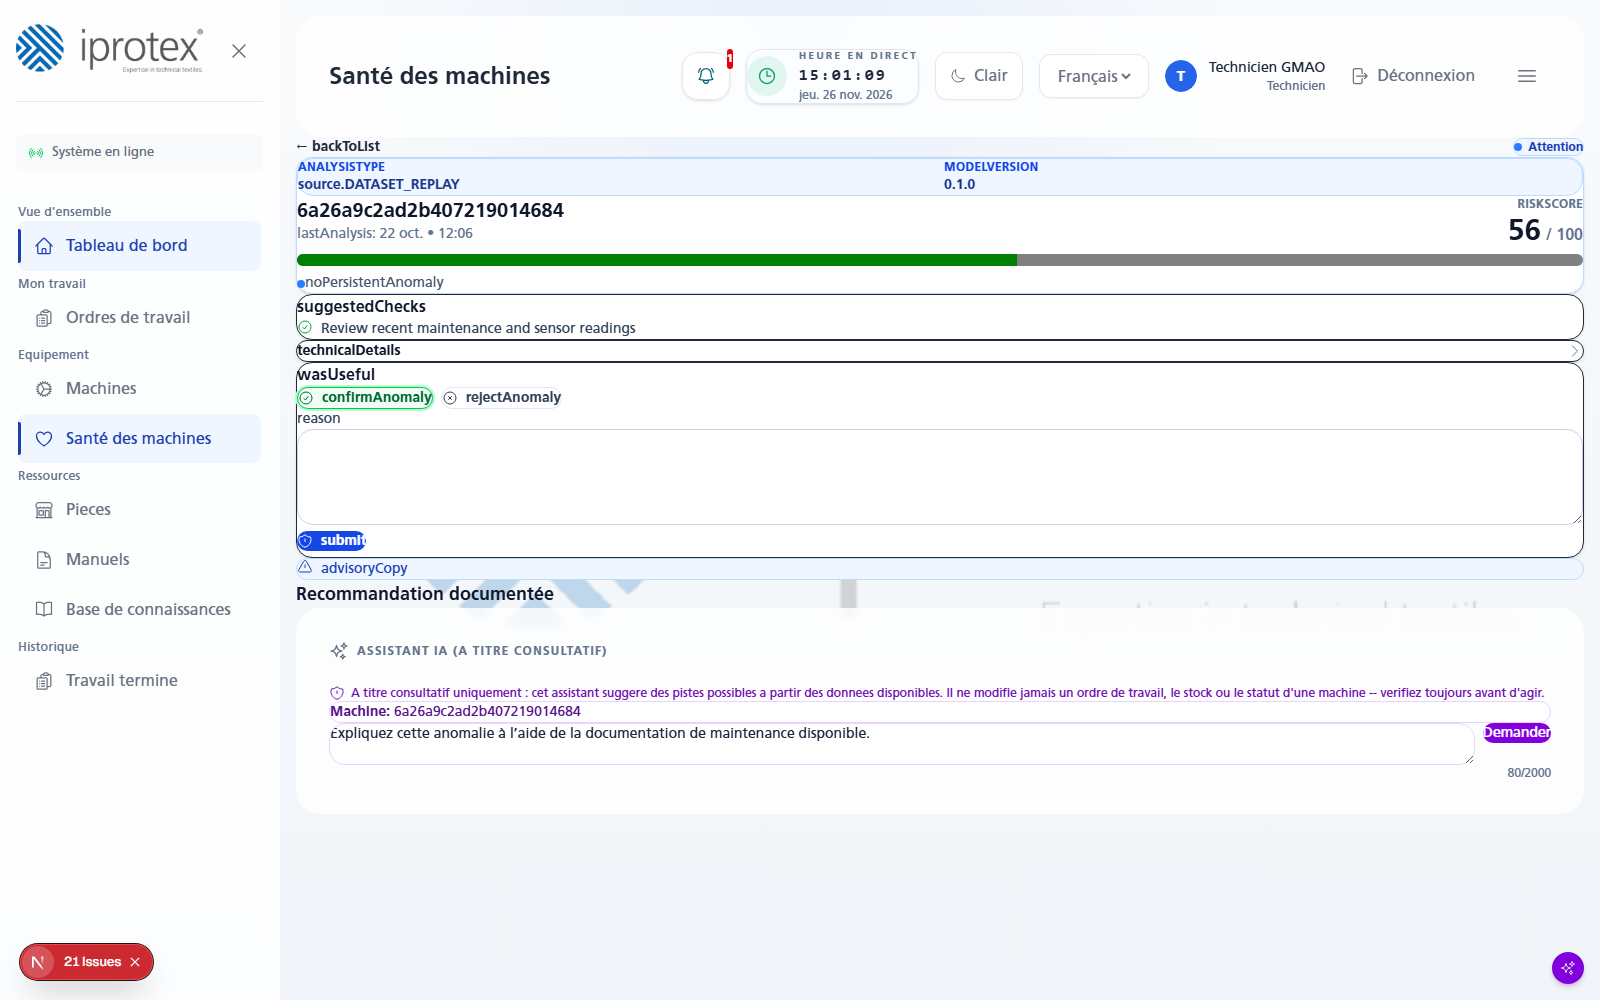 iprotex®
Expertise in technical textiles.
Système en ligne
Vue d'ensemble
Tableau de bord
Mon travail
Ordres de travail
Equipement
Machines
Santé des machines
Ressources
Pieces
Manuels
Base de connaissances
Historique
Travail termine
21 Issues
Santé des machines
1
HEURE EN DIRECT
15:01:09
jeu. 26 nov. 2026
Clair
Français
T
Technicien GMAO
Technicien
Déconnexion
← backToList
Attention
ANALYSISTYPE
source.DATASET_REPLAY
MODELVERSION
0.1.0
6a26a9c2ad2b407219014684
lastAnalysis: 22 oct. • 12:06
RISKSCORE
56 / 100
noPersistentAnomaly
suggestedChecks
Review recent maintenance and sensor readings
technicalDetails
wasUseful
confirmAnomaly
rejectAnomaly
reason
submit
advisoryCopy
Recommandation documentée
ASSISTANT IA (A TITRE CONSULTATIF)
A titre consultatif uniquement : cet assistant suggere des pistes possibles a partir des donnees disponibles. Il ne modifie jamais un ordre de travail, le stock ou le statut d'une machine -- verifiez toujours avant d'agir.
Machine: 6a26a9c2ad2b407219014684
Expliquez cette anomalie à l’aide de la documentation de maintenance disponible.
Demander
80/2000